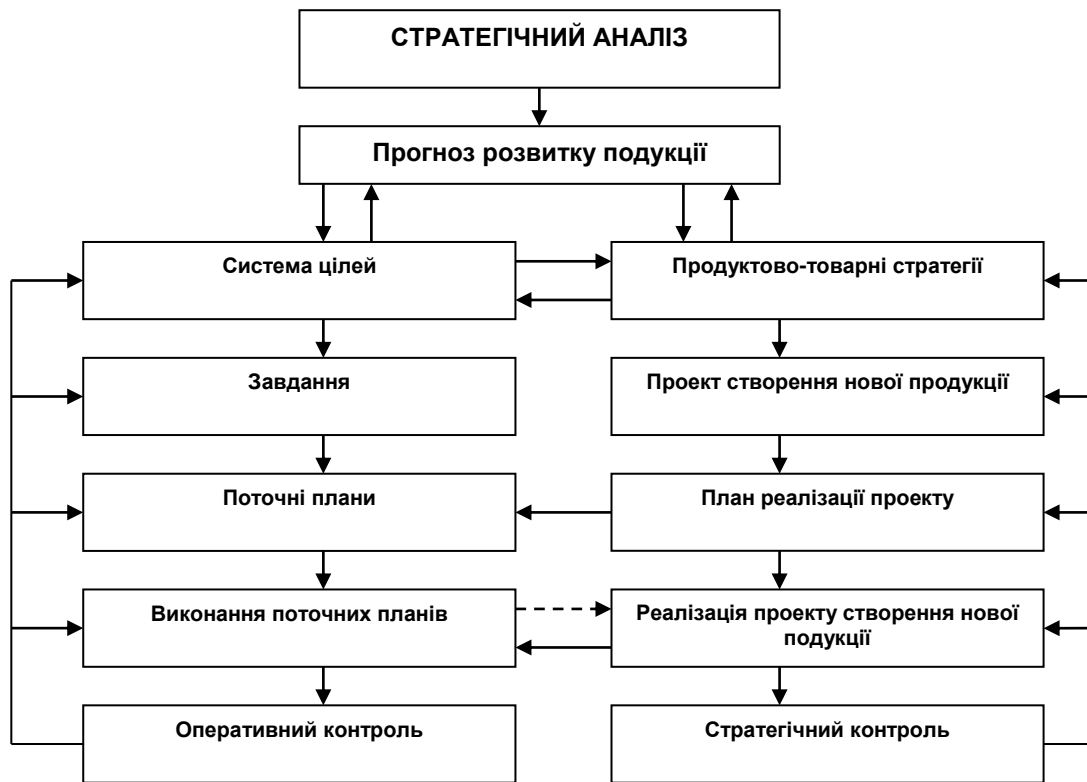 СТРАТЕГІЧНИЙ АНАЛІЗ
Прогноз розвитку подукції
Система цілей
Продуктово-товарні стратегії
Завдання
Проект створення нової продукції
Поточні плани
План реалізації проекту
Виконання поточних планів
Реалізація проекту створення нової
подукції
Оперативний контроль
Стратегічний контроль